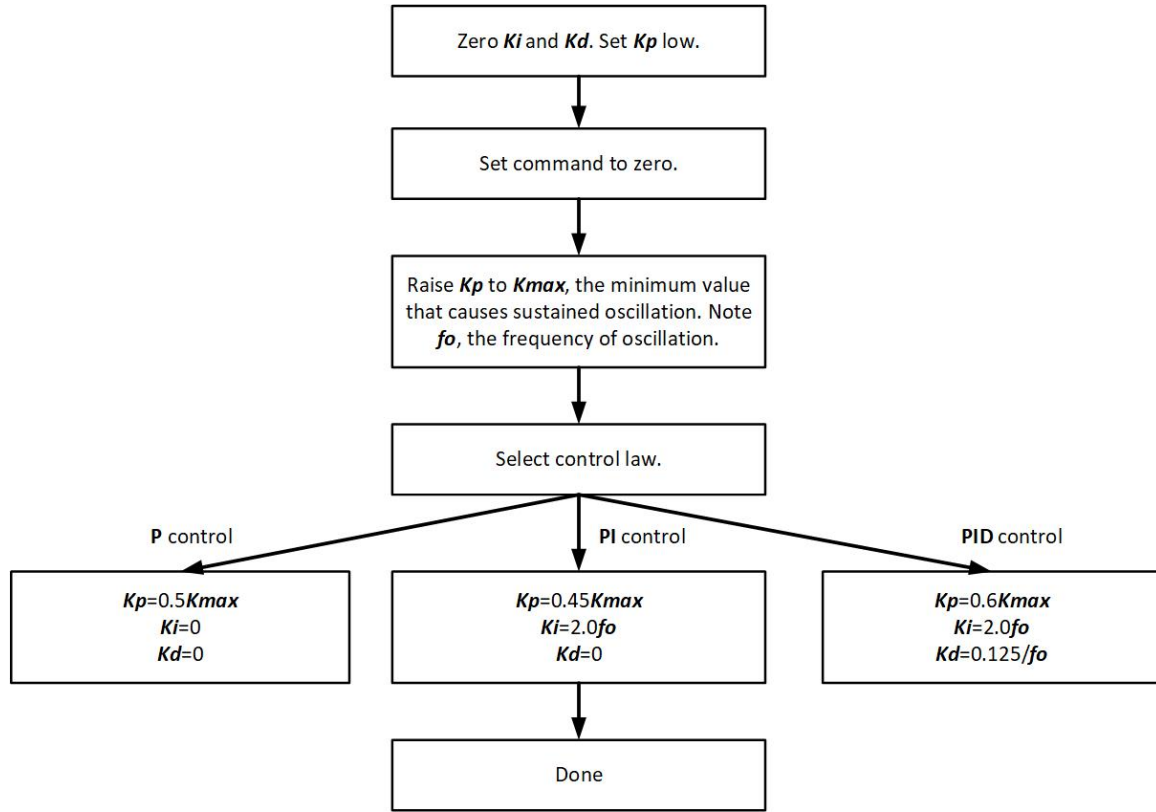 Zero Ki and Kd. Set Kp low.
Set command to zero.
Raise Kp to Kmax, the minimum value
that causes sustained oscillation. Note
fo, the frequency of oscillation.
Select control law.
P control
PI control
PID control
Kp=0.5Kmax
Ki=0
Kd=0
Kp=0.45Kmax
Ki=2.0fo
Kd=0
Kp=0.6Kmax
Ki=2.0fo
Kd=0.125/fo
Done